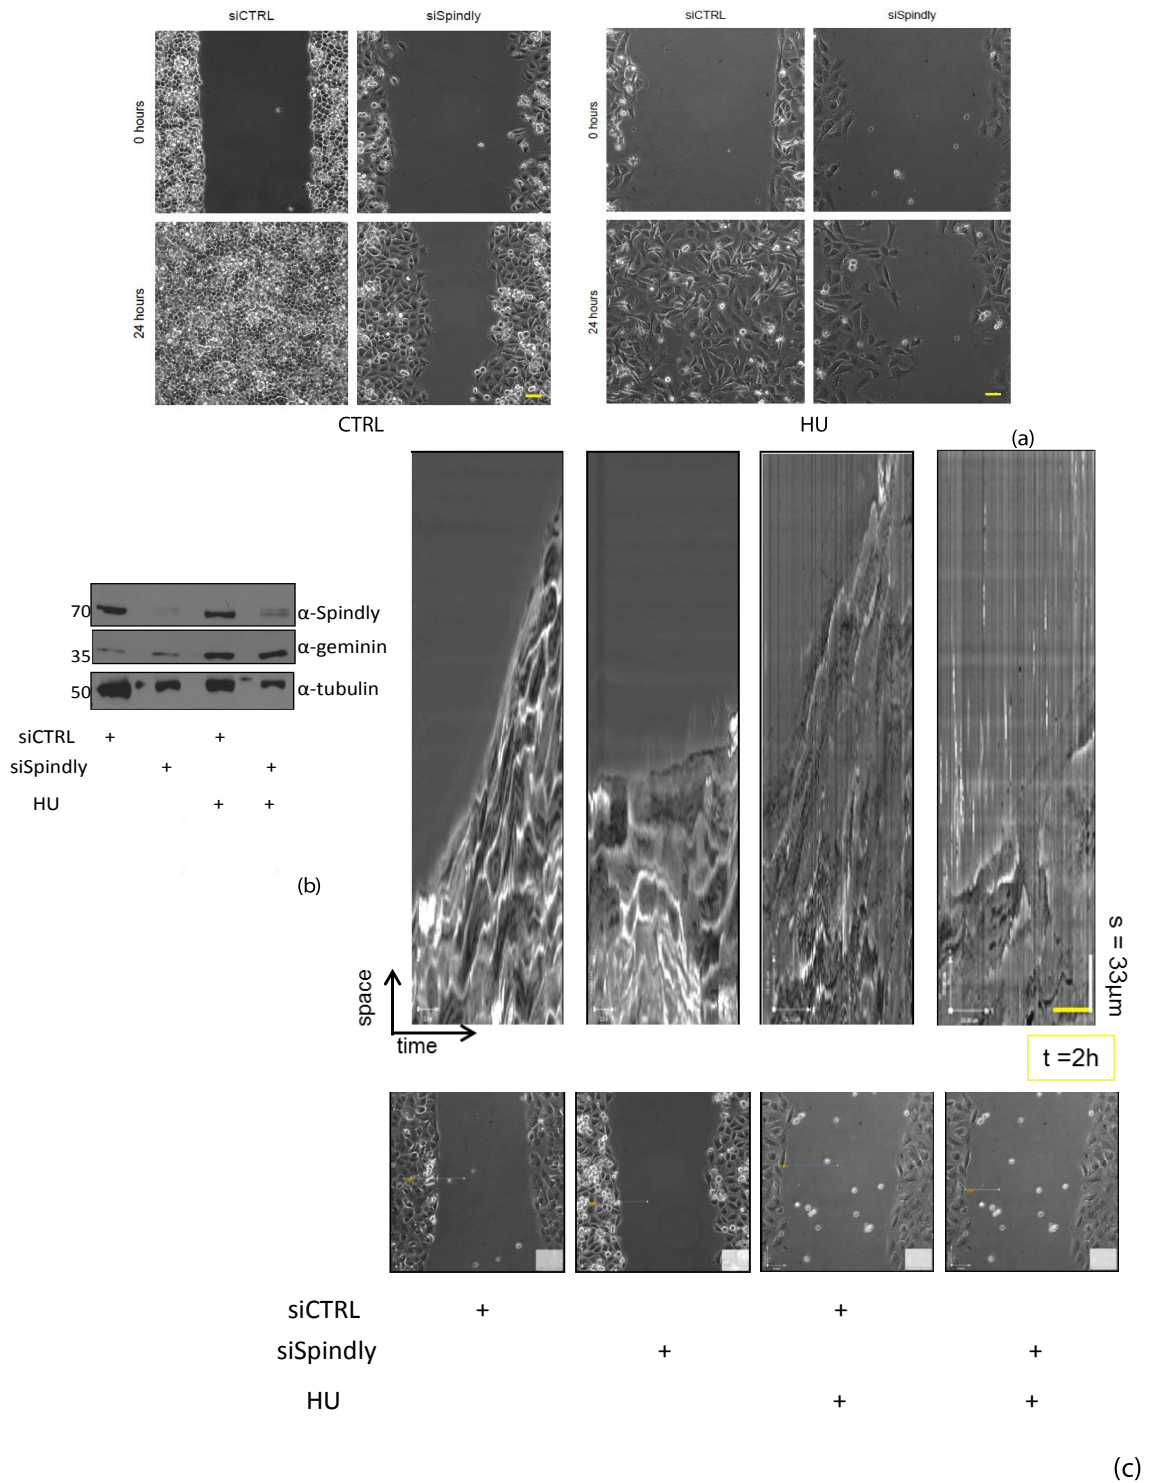 siCTRL siSpindly siCTRL siSpindly
0 hours 0 hours
24 hours 24 hours
CTRL HU
(a)
70 α-Spindly
35 α-geminin
50 α-tubulin
siCTRL + +
siSpindly + +
HU + +
(b)
space
time
s = 33µm
t =2h
siCTRL + +
siSpindly + +
HU + +
(c)